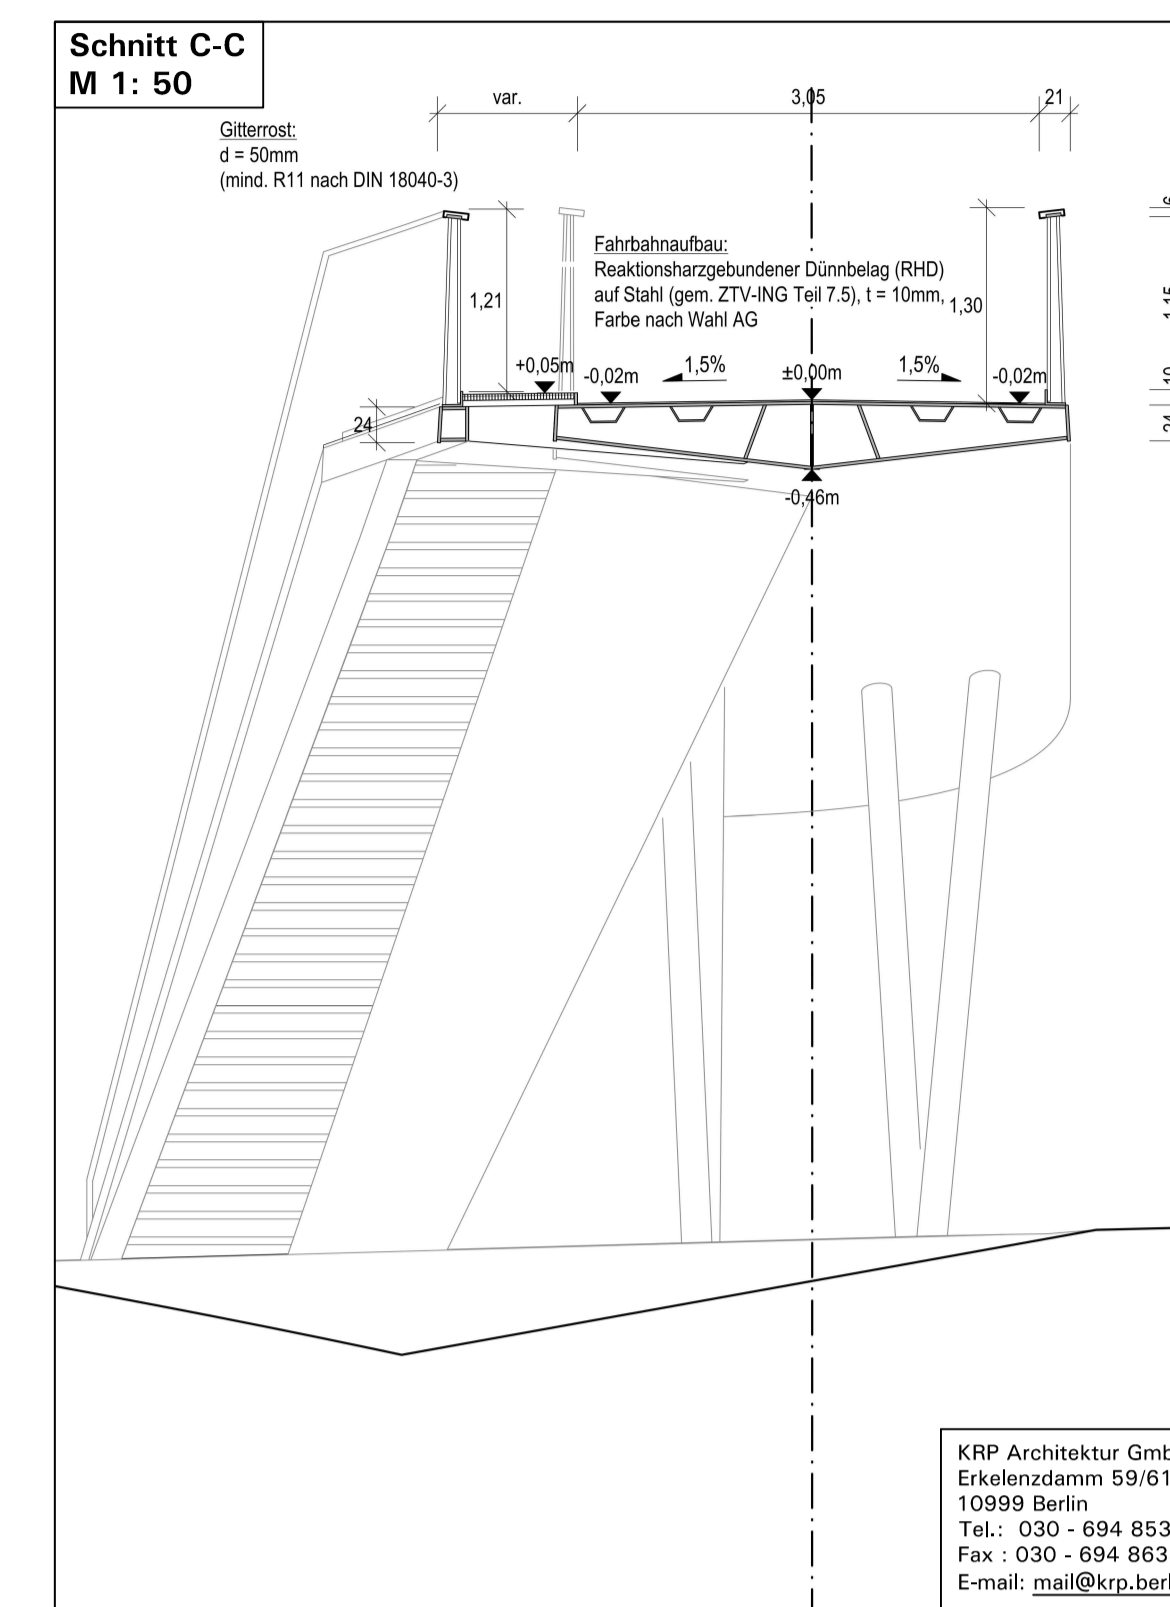 Schnitt C-C
M 1: 50
var.
3,05
21
Gitterrost:
d = 50mm
(mind. R11 nach DIN 18040-3)
Fahrbahnaufbau:
Reaktionsharzgebundener Dünnbelag (RHD)
auf Stahl (gem. ZTV-ING Teil 7.5), t = 10mm,
Farbe nach Wahl AG
1,21
1,30
+0,05m
-0,02m
1,5%
±0,00m
1,5%
-0,02m
24
-0,46m
KRP Architektur
Erkelenzdamm 59/61
10999 Berlin
Tel.: 030 - 694 853
Fax : 030 - 694 863
E-mail: mail@krp.berl